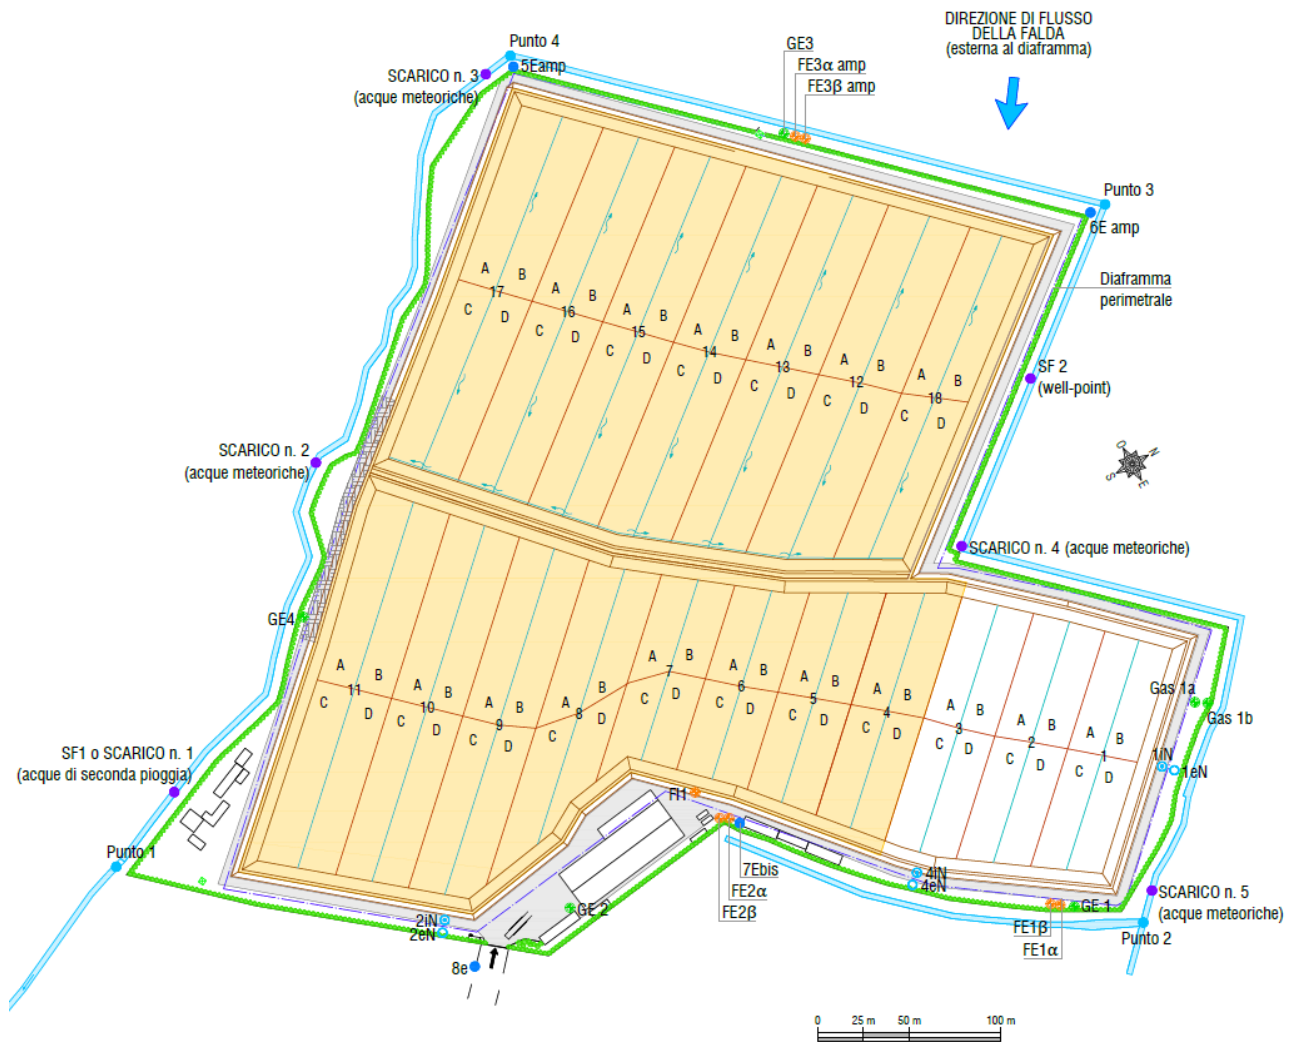 DIREZIONE DI FLUSSO
DELLA FALDA
(esterna al diaframma)
Punto 4
GE3
5Eamp
FE3α amp
SCARICO n. 3
(acque meteoriche)
FE3β amp
Punto 3
6E amp
Diaframma
perimetrale
A B
17
C D
A B
16
C D
A B
15
C D
A B
14
C D
A B
13
C D
A B
12
C D
A B
18
C D
SF 2
(well-point)
O N
S E
SCARICO n. 2
(acque meteoriche)
SCARICO n. 4 (acque meteoriche)
GE4
A B
11
C D
A B
10
C D
A B
9
C D
A B
8
C D
A B
7
C D
A B
6
C D
A B
5
C D
A B
4
C D
A B
3
C D
A B
2
C D
A B
1
C D
Gas 1a
Gas 1b
SF1 o SCARICO n. 1
(acque di seconda pioggia)
1iN
1eN
FI1
Punto 1
7Ebis
FE2α
FE2β
4iN
4eN
GE 2
GE 1
SCARICO n. 5
(acque meteoriche)
2iN
2eN
FE1β
FE1α
Punto 2
8e
0 25 m 50 m 100 m